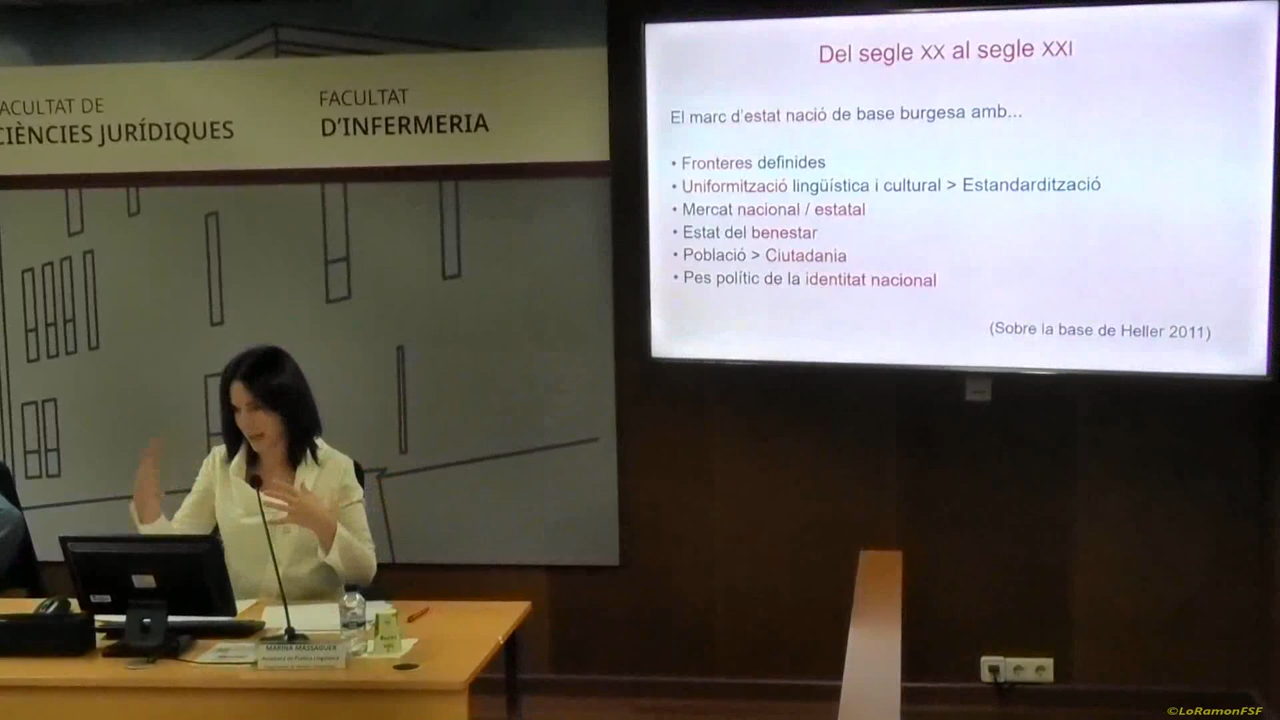 ACULTAT DE
CIÈNCIES JURÍDIQUES
FACULTAT
D'INFERMERIA
Del segle XX al segle XXI
El marc d'estat nació de base burgesa amb...
• Fronteres definides
• Uniformització lingüística i cultural > Estandardització
• Mercat nacional / estatal
• Estat del benestar
• Població > Ciutadania
• Pes polític de la identitat nacional
(Sobre la base de Heller 2011)
MARINA MASSAGUER
©LoRamonFSF